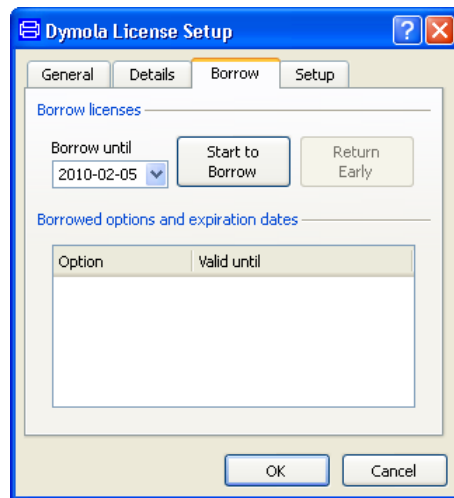 Dymola License Setup
General Details Borrow Setup
Borrow licenses
Borrow until
2010-02-05
Start to
Borrow
Return
Early
Borrowed options and expiration dates
Option Valid until
OK Cancel